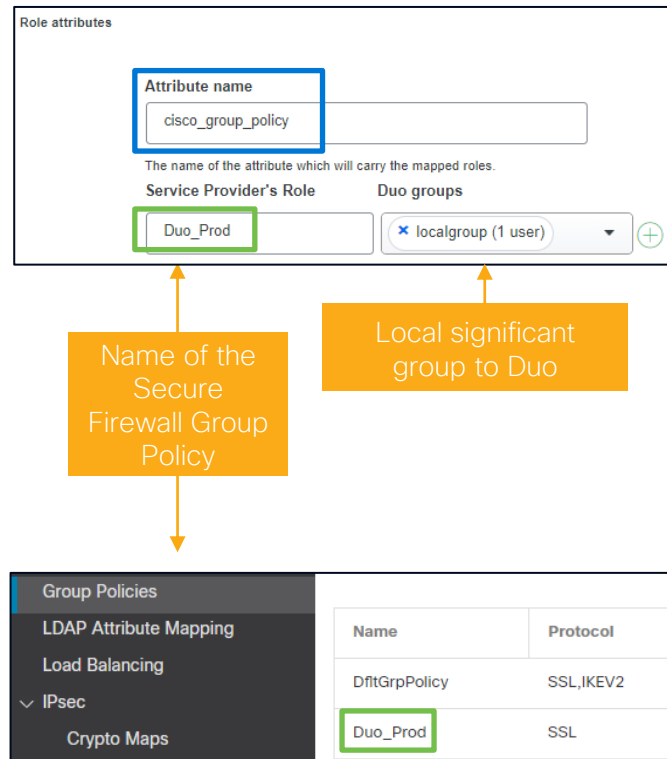 Role attributes
Attribute name
cisco_group_policy
The name of the attribute which will carry the mapped roles.
Service Provider's Role Duo groups
Duo_Prod × localgroup (1 user)
Name of the
Secure
Firewall Group
Policy
Local significant
group to Duo
Group Policies
LDAP Attribute Mapping
Load Balancing
IPsec
Crypto Maps
Name Protocol
DfltGrpPolicy SSL,IKEV2
Duo_Prod SSL